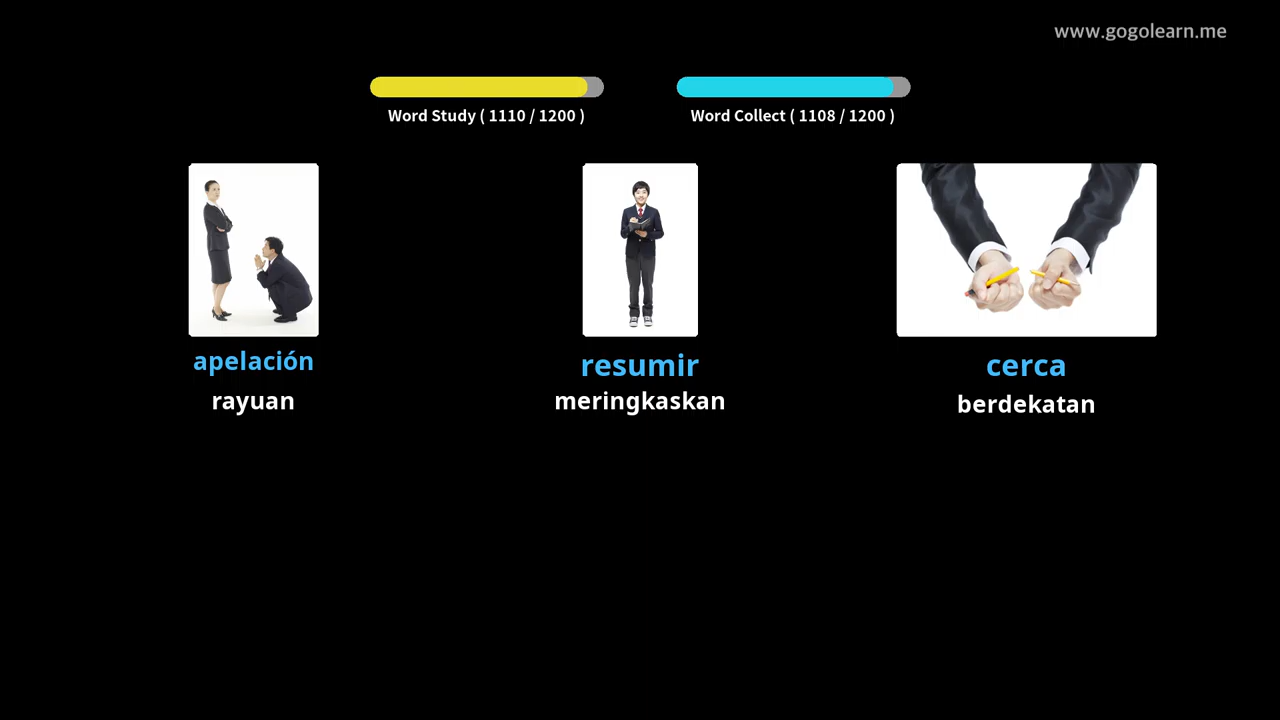 www.gogolearn.me
Word Study ( 1110 / 1200 )
Word Collect ( 1108 / 1200 )
apelación
rayuan
resumir
meringkaskan
cerca
berdekatan